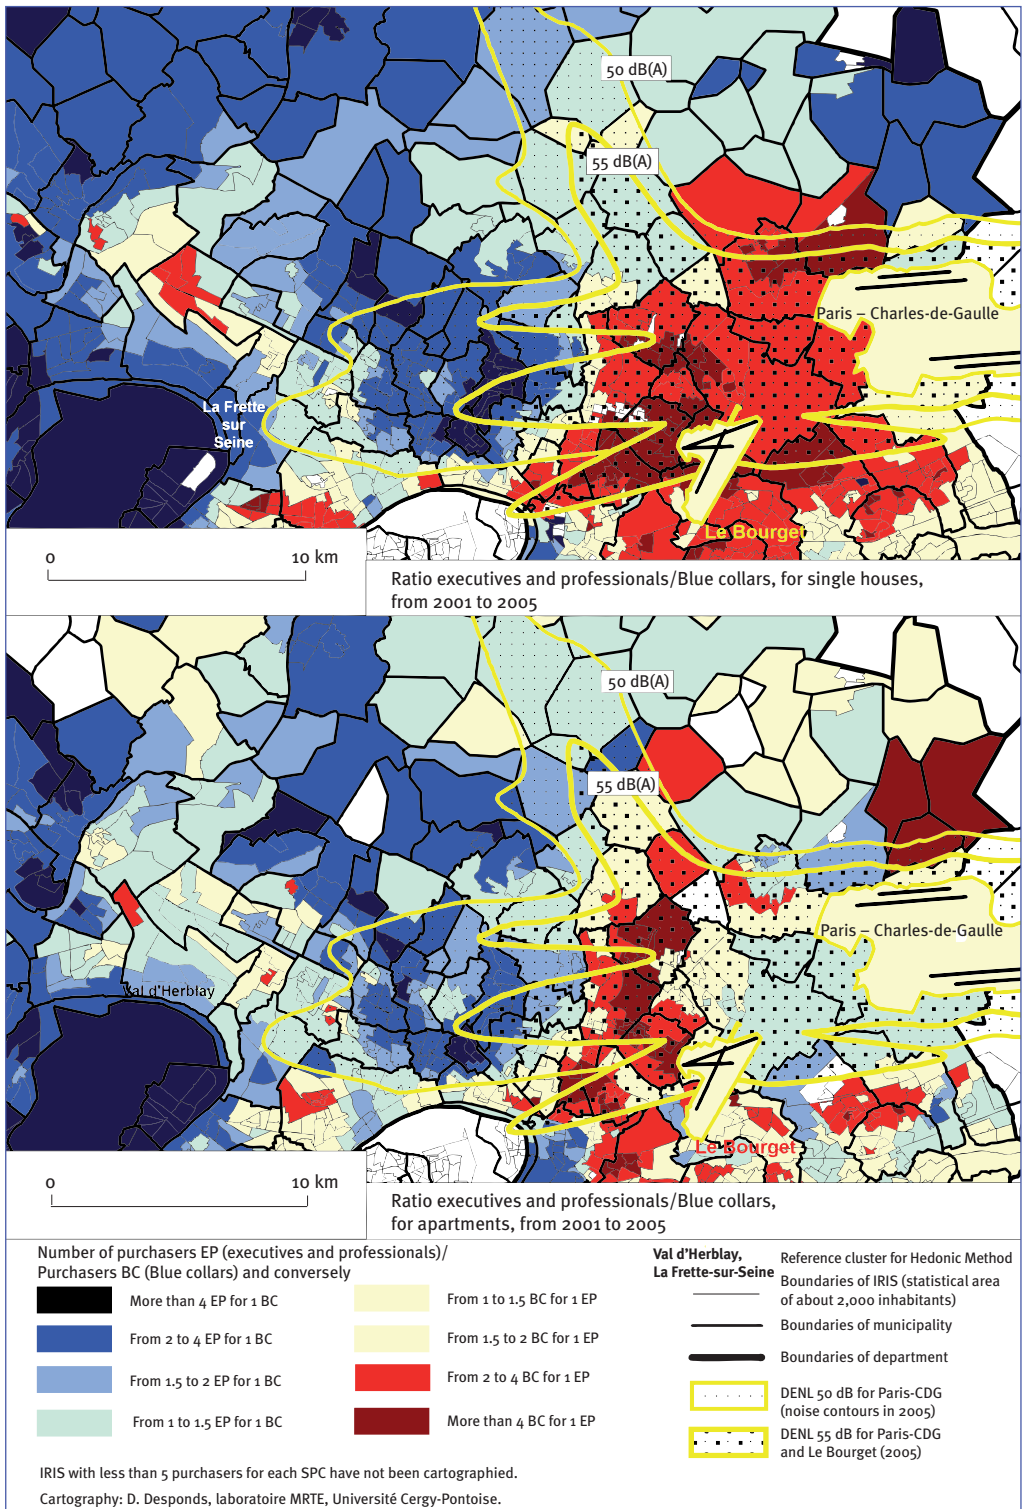 50 dB(A)
55 dB(A)
Paris – Charles-de-Gaulle
La Frette
sur
Seine
Le Bourget
0 10 km
Ratio executives and professionals/Blue collars, for single houses,
from 2001 to 2005
50 dB(A)
55 dB(A)
Paris – Charles-de-Gaulle
Val d'Herblay
Le Bourget
0 10 km
Ratio executives and professionals/Blue collars,
for apartments, from 2001 to 2005
Number of purchasers EP (executives and professionals)/
Purchasers BC (Blue collars) and conversely
More than 4 EP for 1 BC
From 2 to 4 EP for 1 BC
From 1.5 to 2 EP for 1 BC
From 1 to 1.5 EP for 1 BC
From 1 to 1.5 BC for 1 EP
From 1.5 to 2 BC for 1 EP
From 2 to 4 BC for 1 EP
More than 4 BC for 1 EP
Val d'Herblay,
La Frette-sur-Seine
Reference cluster for Hedonic Method
Boundaries of IRIS (statistical area
of about 2,000 inhabitants)
Boundaries of municipality
Boundaries of department
DENL 50 dB for Paris-CDG
(noise contours in 2005)
DENL 55 dB for Paris-CDG
and Le Bourget (2005)
IRIS with less than 5 purchasers for each SPC have not been cartographied.
Cartography: D. Desponds, laboratoire MRTE, Université Cergy-Pontoise.